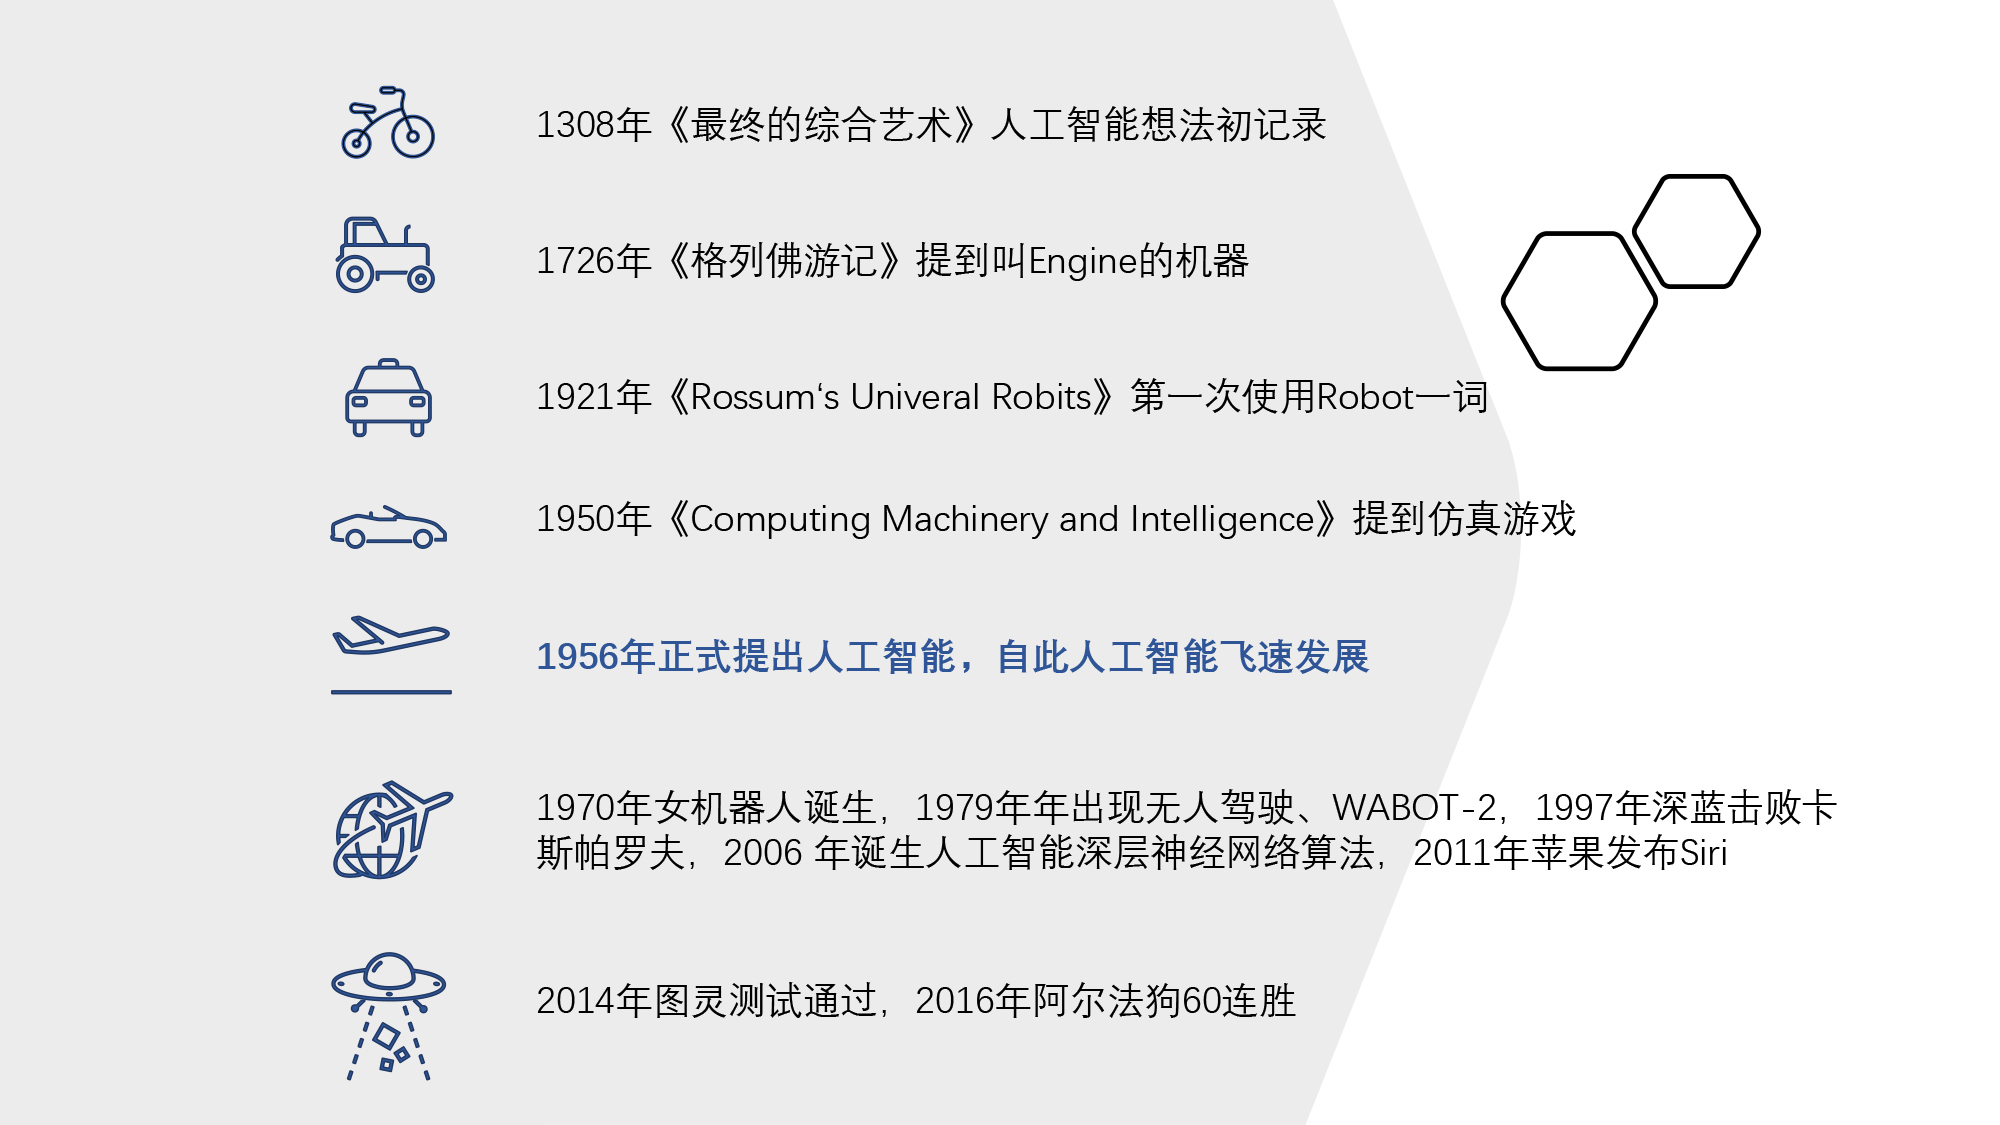 1308年《最终的综合艺术》人工智能想法初记录
1726年《格列佛游记》提到叫Engine的机器
1921年《Rossum‘s Univeral Robits》第一次使用Robot一词
1950年《Computing Machinery and Intelligence》提到仿真游戏
1956年正式提出人工智能，自此人工智能飞速发展
1970年女机器人诞生，1979年年出现无人驾驶、WABOT-2，1997年深蓝击败卡
斯帕罗夫，2006 年诞生人工智能深层神经网络算法，2011年苹果发布Siri
2014年图灵测试通过，2016年阿尔法狗60连胜